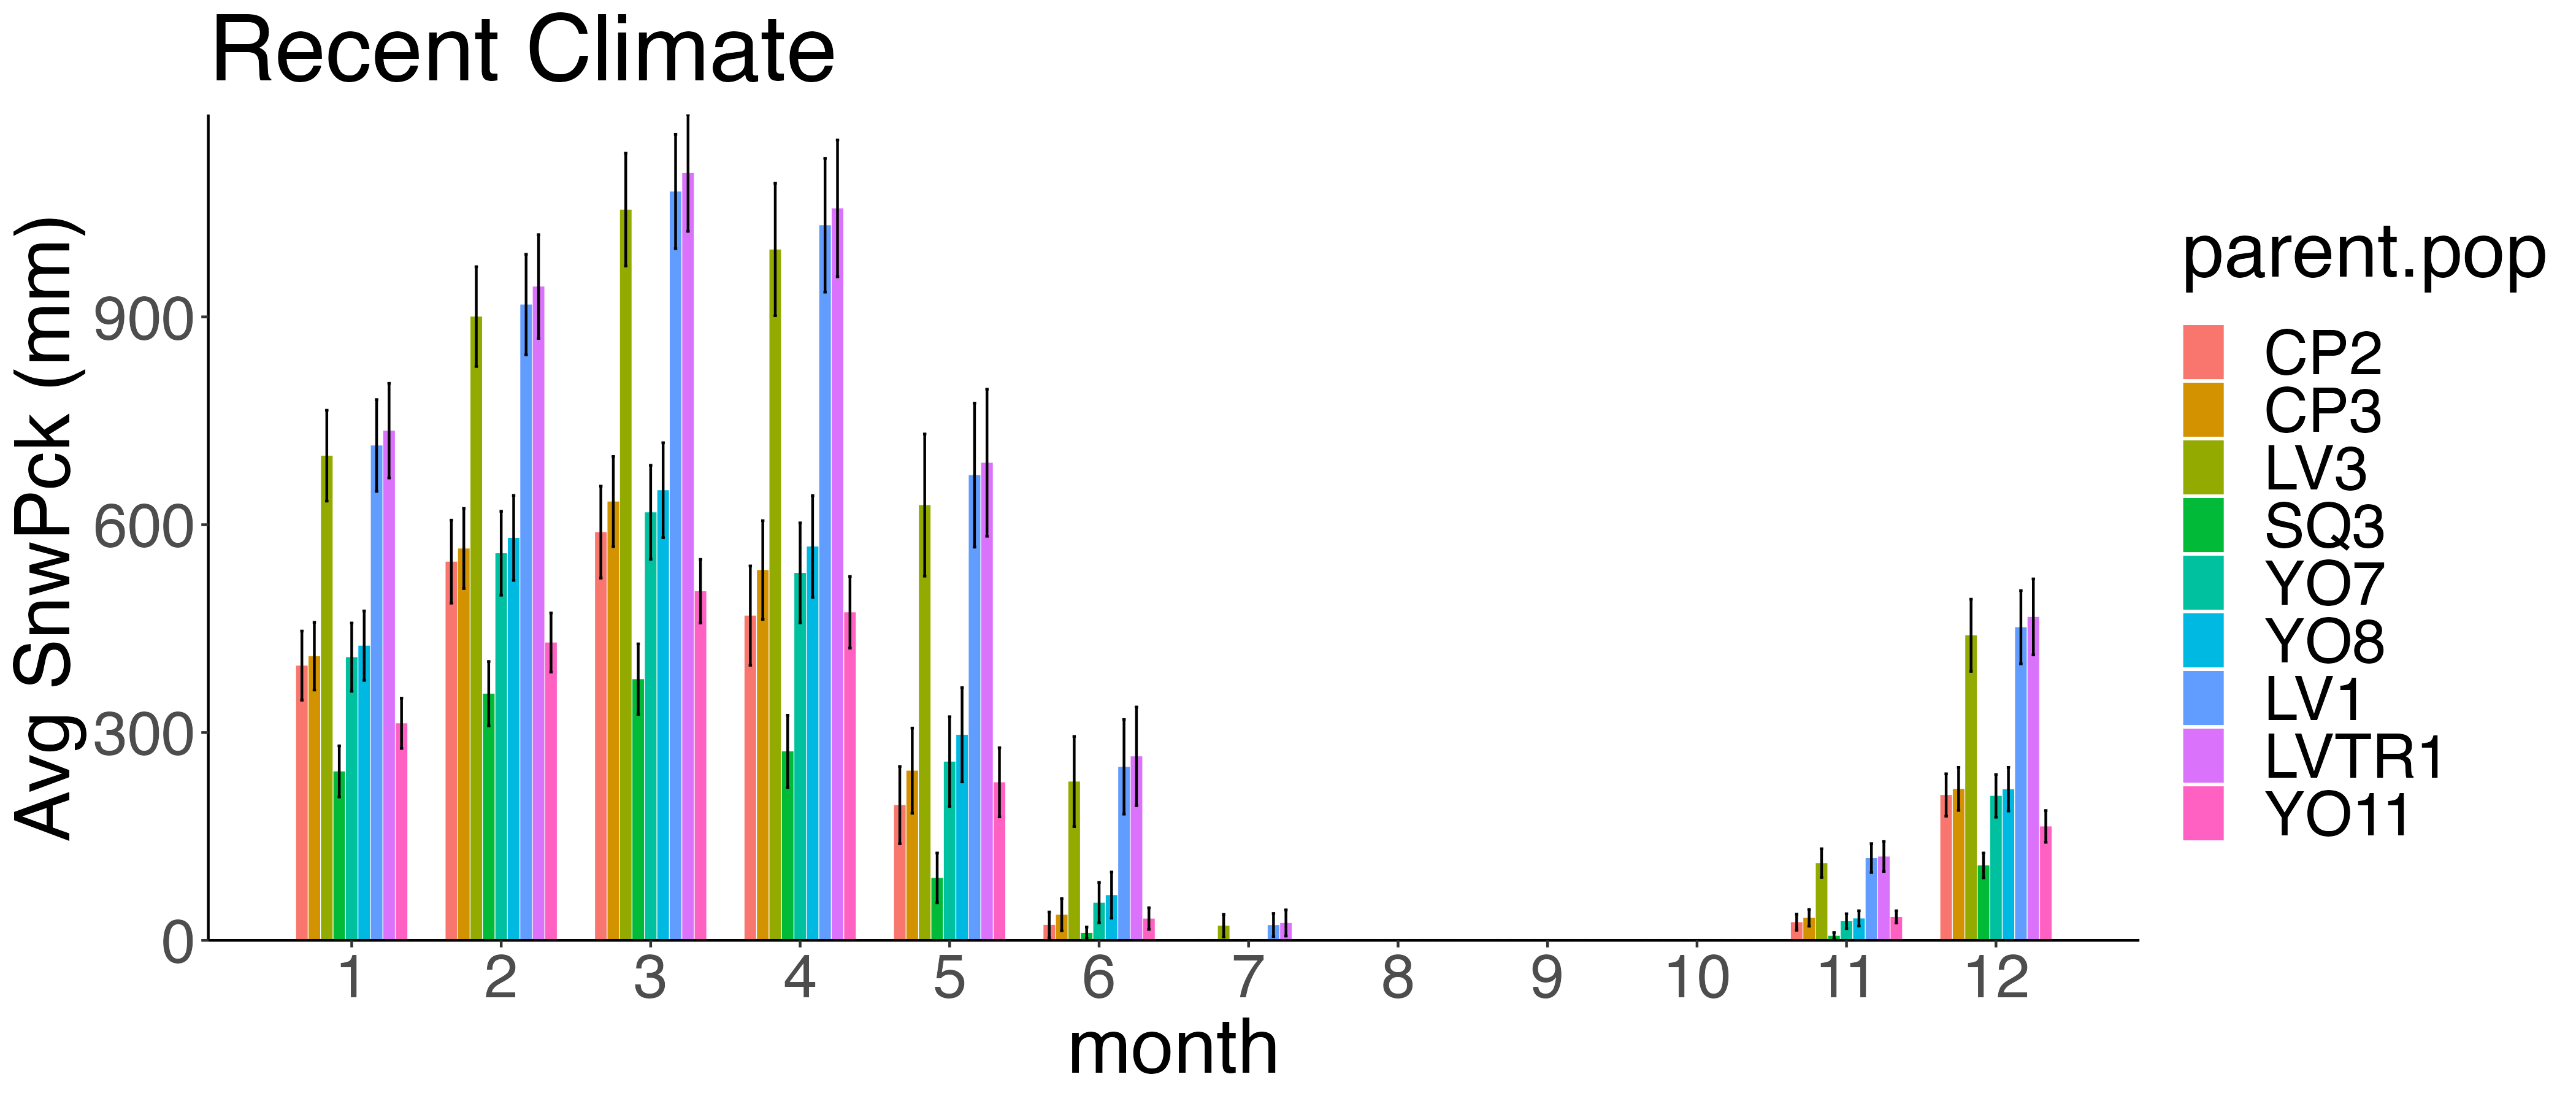 Recent Climate
Avg SnwPck (mm)
900
600
300
0
1 2 3 4 5 6 7 8 9 10 11 12
month
parent.pop
CP2
CP3
LV3
SQ3
YO7
YO8
LV1
LVTR1
YO11